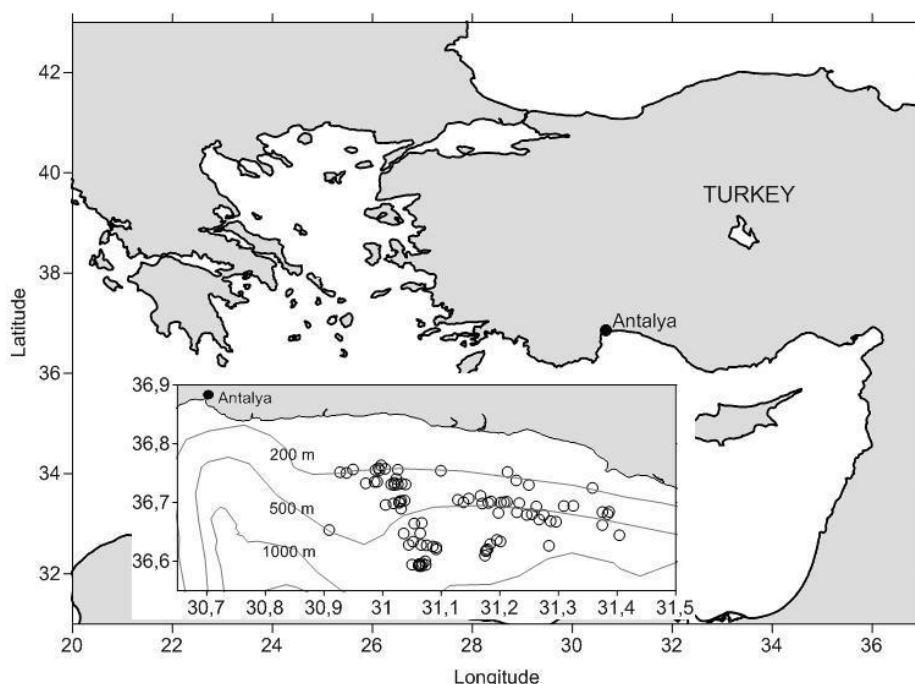 42
40
38
36
34
32
Latitude
TURKEY
Antalya
36,9
36,8
36,7
36,6
Antalya
200 m
500 m
1000 m
30,7 30,8 30,9 31 31,1 31,2 31,3 31,4 31,5
20 22 24 26 28 30 32 34 36
Longitude